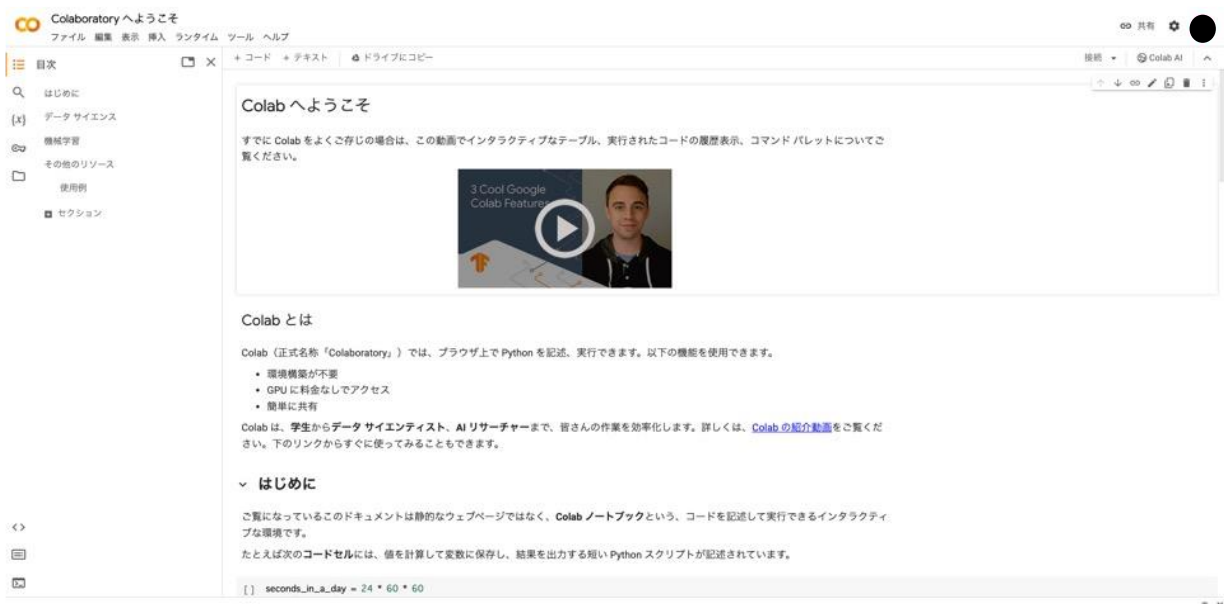 Colaboratory へようこそ
ファイル 編集 表示 挿入 ランタイム ツール ヘルプ
共有
目次
+ コード + テキスト ドライブにコピー
接続
Colab AI
はじめに
データ サイエンス
機械学習
その他のリソース
使用例
セクション
Colab へようこそ
すでに Colab をよくご存じの場合は、この動画でインタラクティブなテーブル、実行されたコードの履歴表示、コマンド パレットについてご
覧ください。
3 Cool Google
Colab Features
Colab とは
Colab（正式名称「Colaboratory」）では、ブラウザ上で Python を記述、実行できます。以下の機能を使用できます。
• 環境構築が不要
• GPU に料金なしでアクセス
• 簡単に共有
Colab は、学生からデータ サイエンティスト、AI リサーチャーまで、皆さんの作業を効率化します。詳しくは、Colab の紹介動画をご覧くだ
さい。下のリンクからすぐに使ってみることもできます。
はじめに
ご覧になっているこのドキュメントは静的なウェブページではなく、Colab ノートブックという、コードを記述して実行できるインタラクティ
ブな環境です。
たとえば次のコードセルには、値を計算して変数に保存し、結果を出力する短い Python スクリプトが記述されています。
[ ] seconds_in_a_day = 24 * 60 * 60